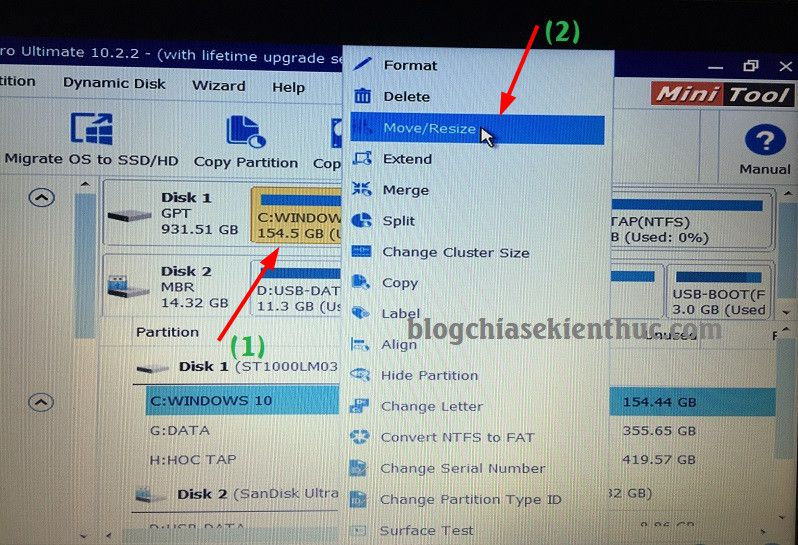 (2)
ro Ultimate 10.2.2 - (with lifetime upgrade se
tition
Dynamic Disk
Wizard
Help
Mini Tool
Migrate OS to SSD/HD
Copy Partition
Cop
Manual
Format
Delete
Move/Resize
Extend
Merge
Split
Change Cluster Size
Copy
Label
Align
Hide Partition
Change Letter
Convert NTFS to FAT
Change Serial Number
Change Partition Type ID
Surface Test
Disk 1
GPT
931.51 GB
C:WINDOW
154.5 GB (U
TAP(NTFS)
B (Used: 0%)
Disk 2
MBR
14.32 GB
D:USB-DAT
11.3 GB (Us
USB-BOOT(F
3.0 GB (Used
blogchiasekienthuc.com
(1)
Partition
Unused
F
Disk 1 (ST1000LM03
C:WINDOWS 10
154.44 GB
G:DATA
355.65 GB
H:HOC TAP
419.57 GB
Disk 2 (SanDisk Ultra
32 GB)